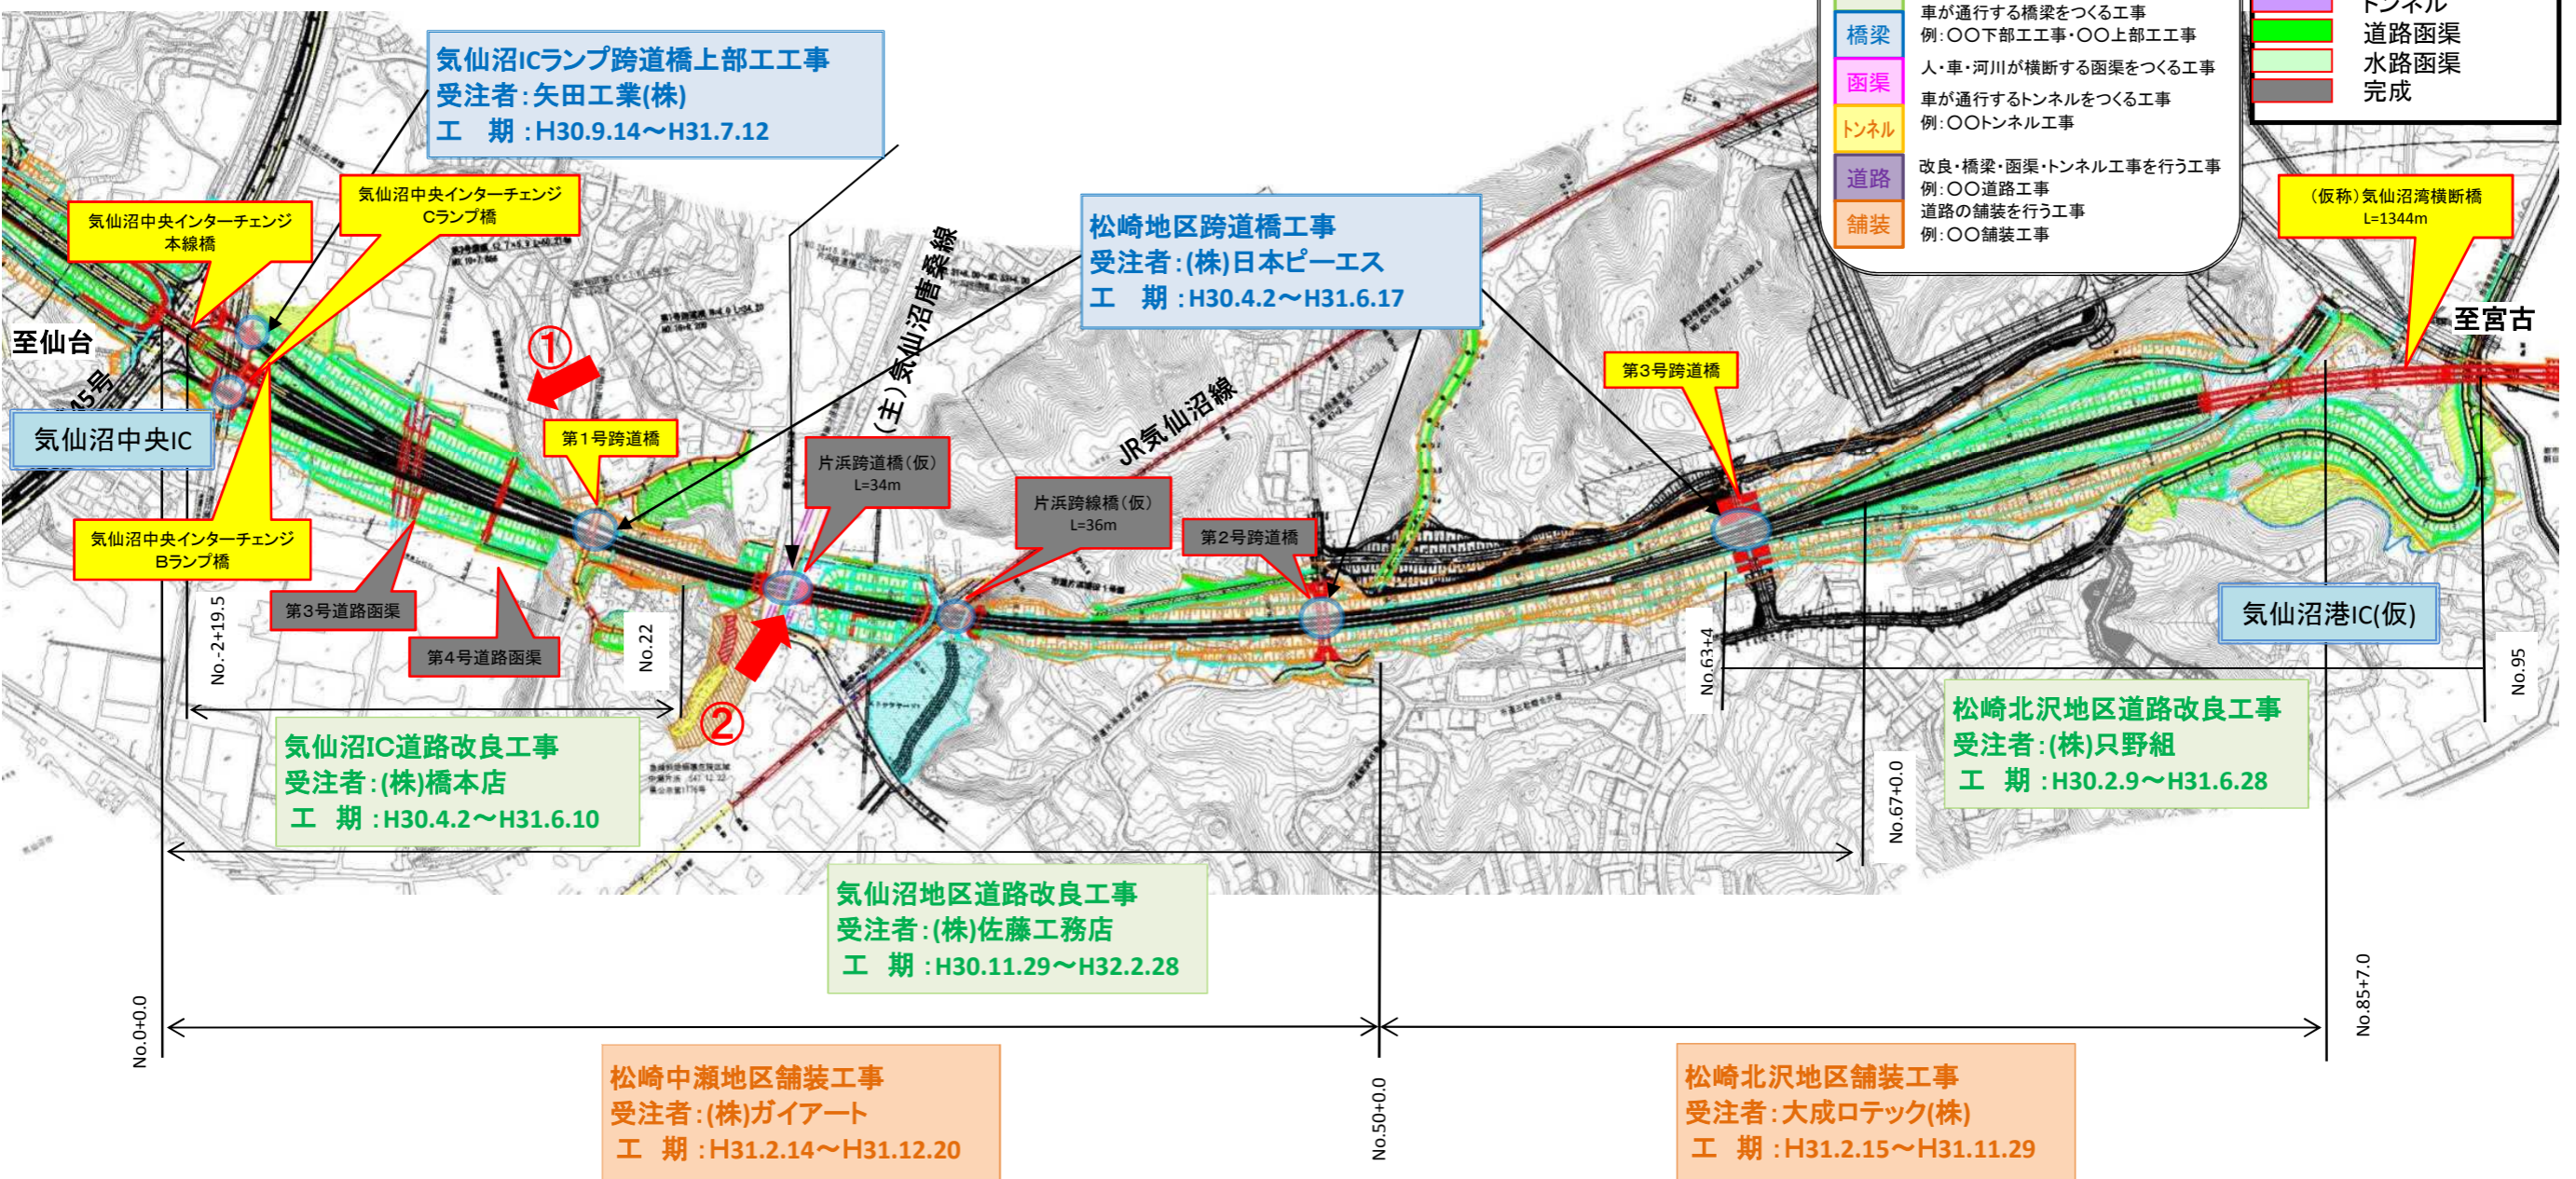 気仙沼ICランプ跨道橋上部工工事
受注者：矢田工業(株)
工　期：H30.9.14～H31.7.12
車が通行する橋梁をつくる工事
橋梁
例：〇〇下部工工事・〇〇上部工工事
函渠
人・車・河川が横断する函渠をつくる工事
車が通行するトンネルをつくる工事
トンネル
例：〇〇トンネル工事
道路
改良・橋梁・函渠・トンネル工事を行う工事
例：〇〇道路工事
舗装
道路の舗装を行う工事
例：〇〇舗装工事
トンネル
道路函渠
水路函渠
完成
気仙沼中央インターチェンジ
本線橋
気仙沼中央インターチェンジ
Cランプ橋
松崎地区跨道橋工事
受注者：(株)日本ピーエス
工　期：H30.4.2～H31.6.17
(仮称)気仙沼湾横断橋
L=1344m
至仙台
至宮古
45号
気仙沼中央IC
①
第1号跨道橋
(主)気仙沼唐桑線
JR気仙沼線
第3号跨道橋
片浜跨道橋(仮)
L=34m
片浜跨線橋(仮)
L=36m
第2号跨道橋
気仙沼中央インターチェンジ
Bランプ橋
第3号道路函渠
第4号道路函渠
②
気仙沼港IC(仮)
No.-2+19.5
No.22
No.63+4
No.95
気仙沼IC道路改良工事
受注者：(株)橋本店
工　期：H30.4.2～H31.6.10
松崎北沢地区道路改良工事
受注者：(株)只野組
工　期：H30.2.9～H31.6.28
No.67+0.0
気仙沼地区道路改良工事
受注者：(株)佐藤工務店
工　期：H30.11.29～H32.2.28
No.0+0.0
No.50+0.0
No.85+7.0
松崎中瀬地区舗装工事
受注者：(株)ガイアート
工　期：H31.2.14～H31.12.20
松崎北沢地区舗装工事
受注者：大成ロテック(株)
工　期：H31.2.15～H31.11.29